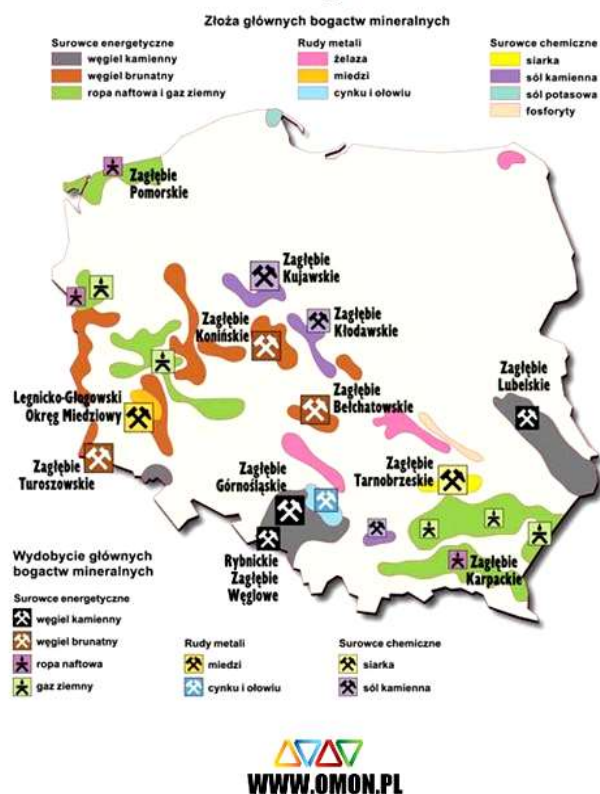 Złoża głównych bogactw mineralnych
Surowce energetyczne
węgiel kamienny
węgiel brunatny
ropa naftowa i gaz ziemny
Rudy metali
żelaza
miedzi
cynku i ołowiu
Surowce chemiczne
siarka
sól kamienna
sól potasowa
fosforyty
Zagłębie
Pomorskie
Zagłębie
Kujawskie
Zagłębie
Konińskie
Zagłębie
Kłodawskie
Zagłębie
Lubelskie
Legnicko-Głogowski
Okręg Miedziowy
Zagłębie
Bełchatowskie
Zagłębie
Turoszowskie
Zagłębie
Górnośląskie
Zagłębie
Tarnobrzeskie
Rybnickie
Zagłębie
Węglowe
Zagłębie
Karpackie
Wydobycie głównych
bogactw mineralnych
Surowce energetyczne
węgiel kamienny
węgiel brunatny
ropa naftowa
gaz ziemny
Rudy metali
miedzi
cynku i ołowiu
Surowce chemiczne
siarka
sól kamienna
WWW.OMON.PL